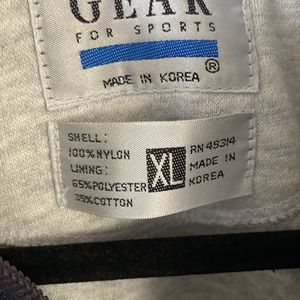 GEAR
FOR SPORTS
®
MADE IN KOREA
SHELL:
100% NYLON
LINING:
65% POLYESTER
35% COTTON
XL
RN 49314
MADE IN
KOREA